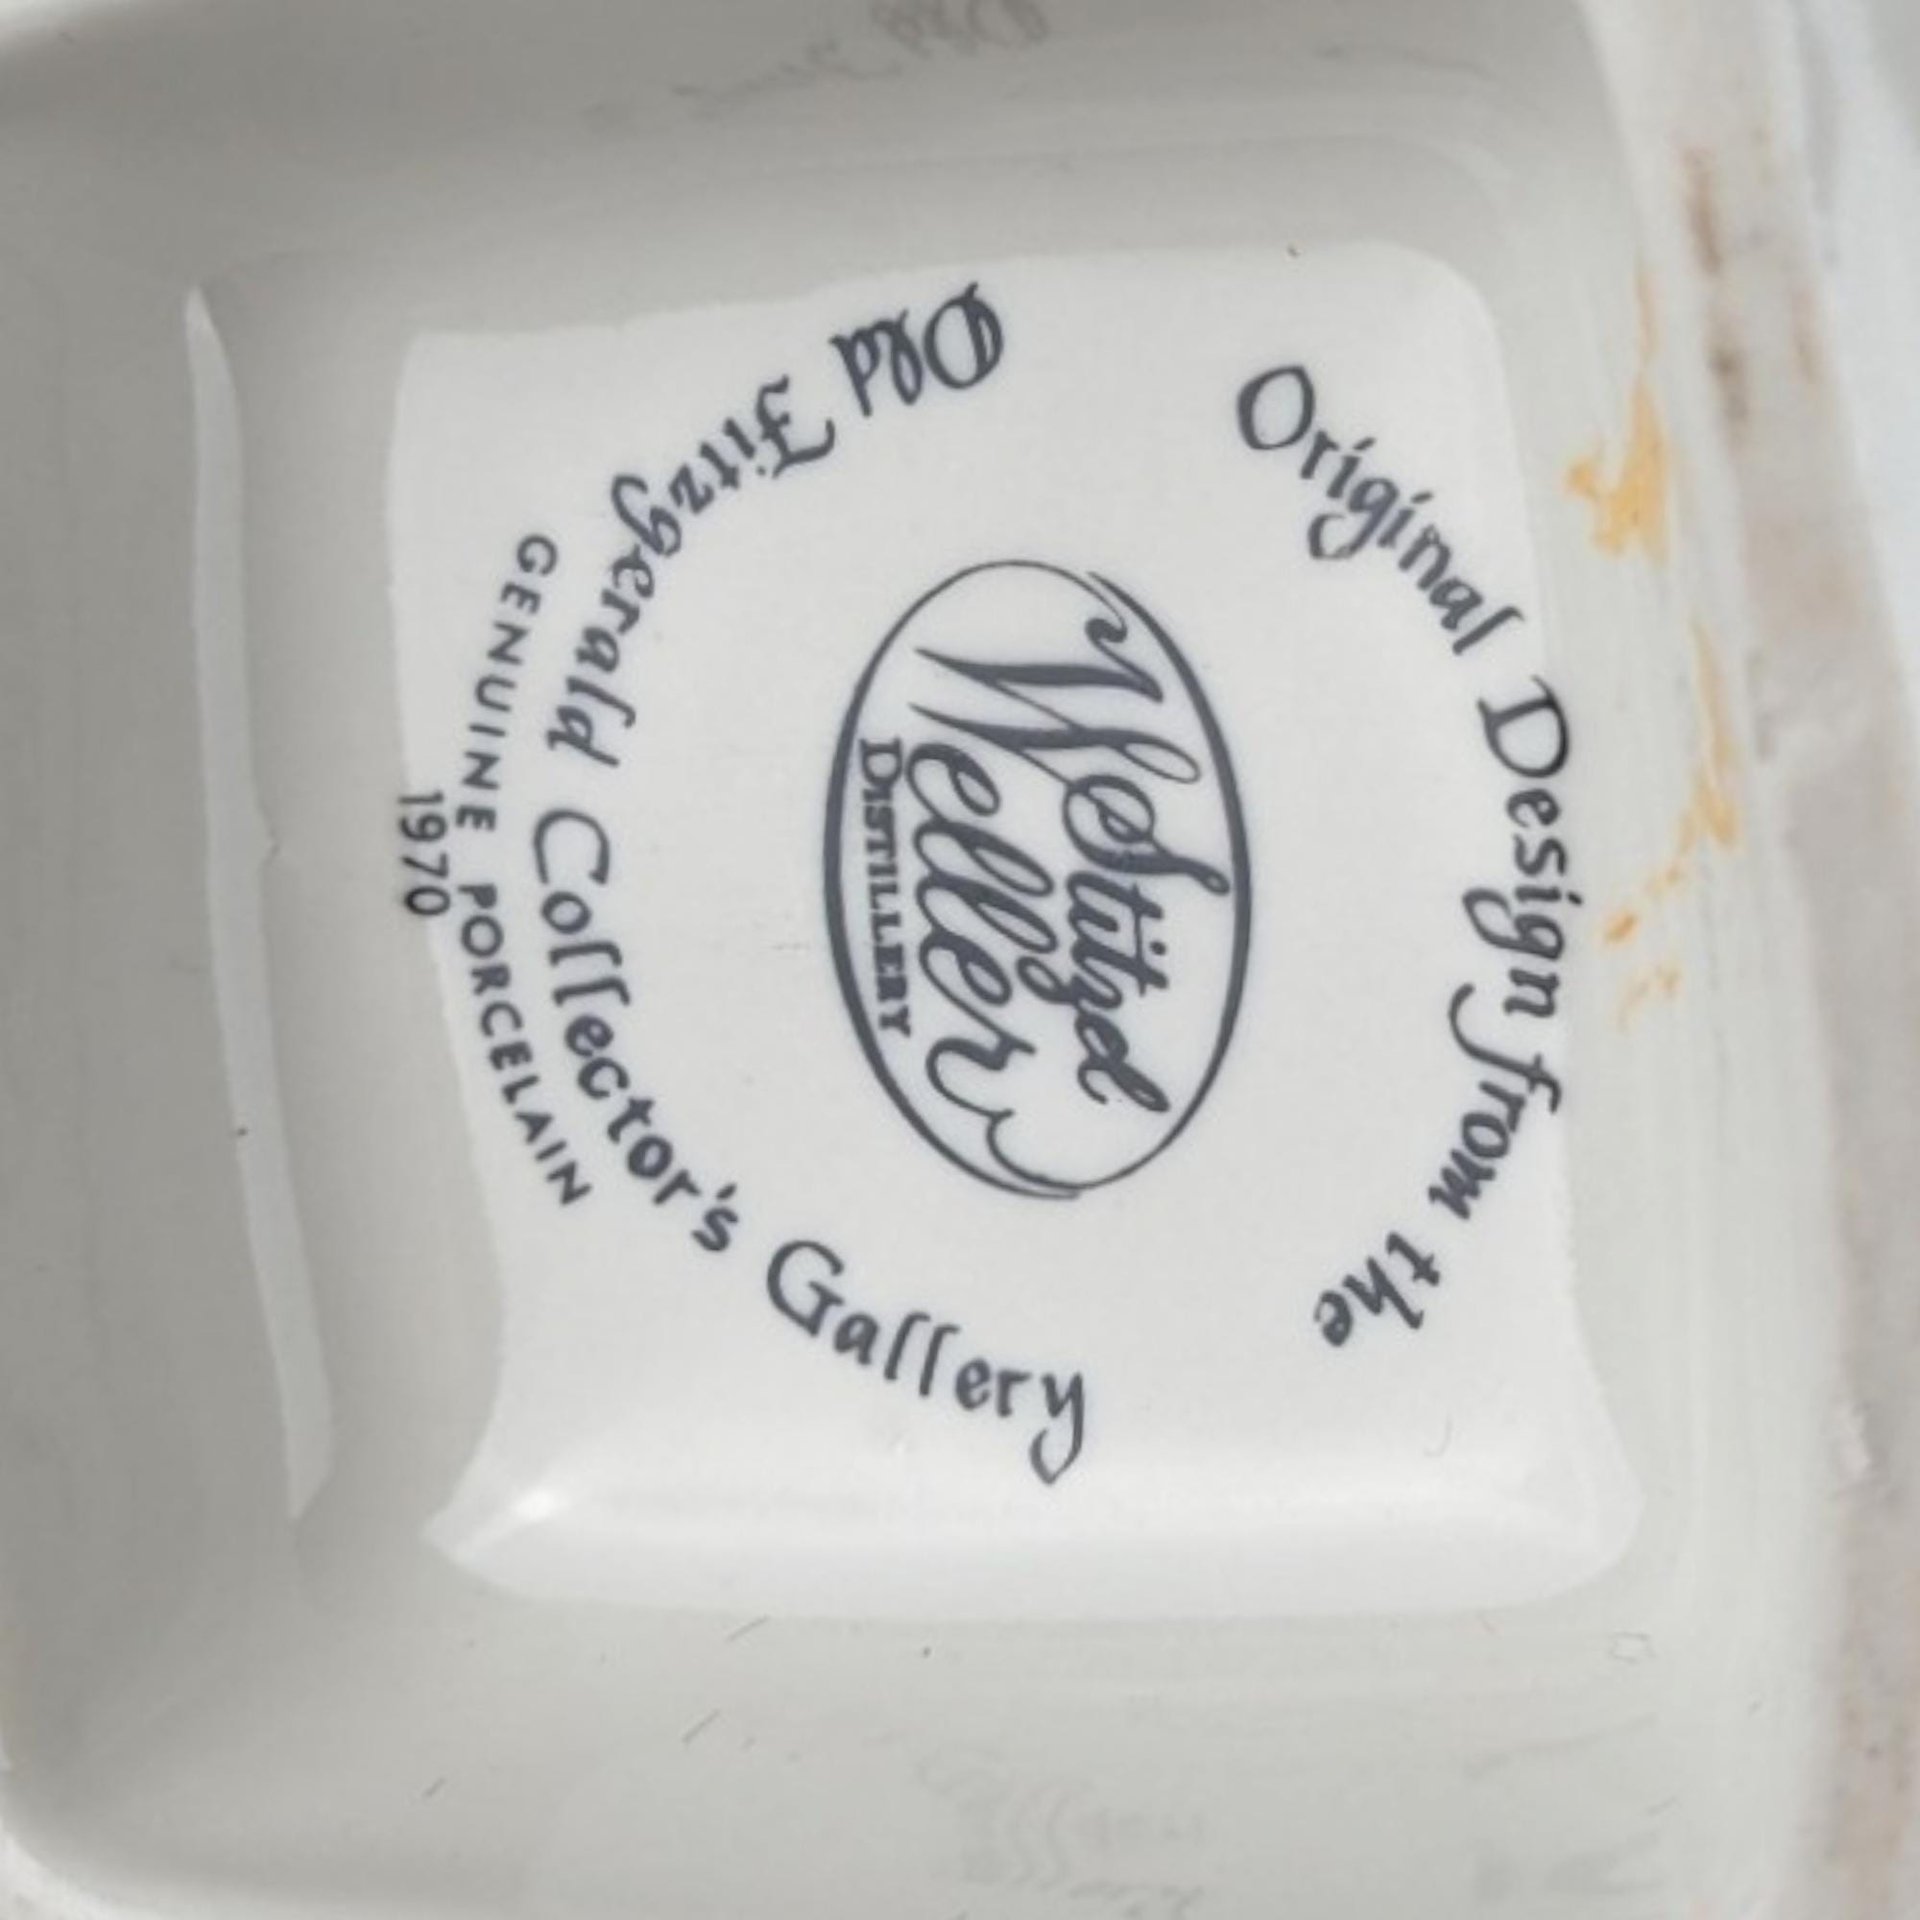 Original Design from the
Stitzel
Weller
DISTILLERY
Old Fitzgerald Collector's Gallery
GENUINE PORCELAIN
1970